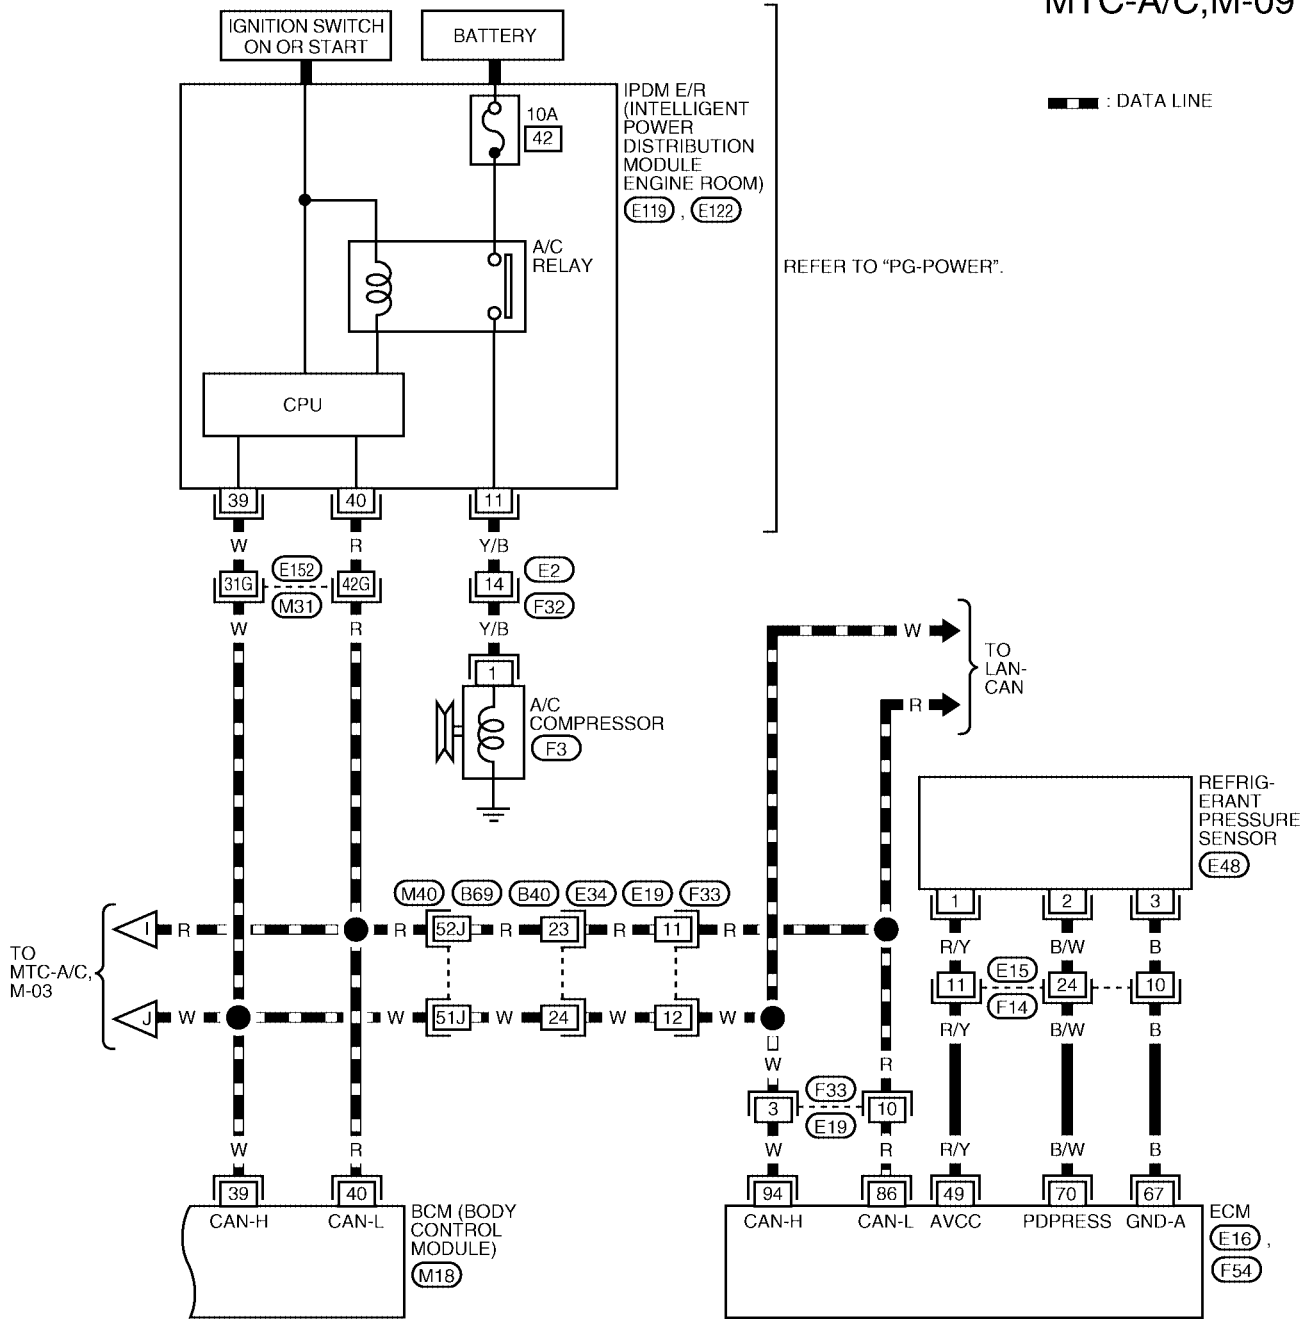 MTC-A/C,M-09
IGNITION SWITCH
ON OR START
BATTERY
: DATA LINE
10A
42
IPDM E/R
(INTELLIGENT
POWER
DISTRIBUTION
MODULE
ENGINE ROOM)
E119 , E122
A/C
RELAY
REFER TO “PG-POWER”.
CPU
39 40 11
W R Y/B
31G E152 42G 14 E2
M31 F32
W R Y/B
1
A/C
COMPRESSOR
F3
W
R
TO
LAN-
CAN
REFRIG-
ERANT
PRESSURE
SENSOR
E48
1 2 3
R/Y B/W B
11 E15 24 10
F14
R/Y B/W B
M40 B69 B40 E34 E19 F33
I R R 52J R 23 R 11 R
TO
MTC-A/C,
M-03
J W W 51J W 24 W 12 W
W R
3 F33 10
E19
W R W R R/Y B/W B
39 40 94 86 49 70 67
CAN-H CAN-L CAN-H CAN-L AVCC PDPRESS GND-A
BCM (BODY
CONTROL
MODULE)
M18
ECM
E16 ,
F54